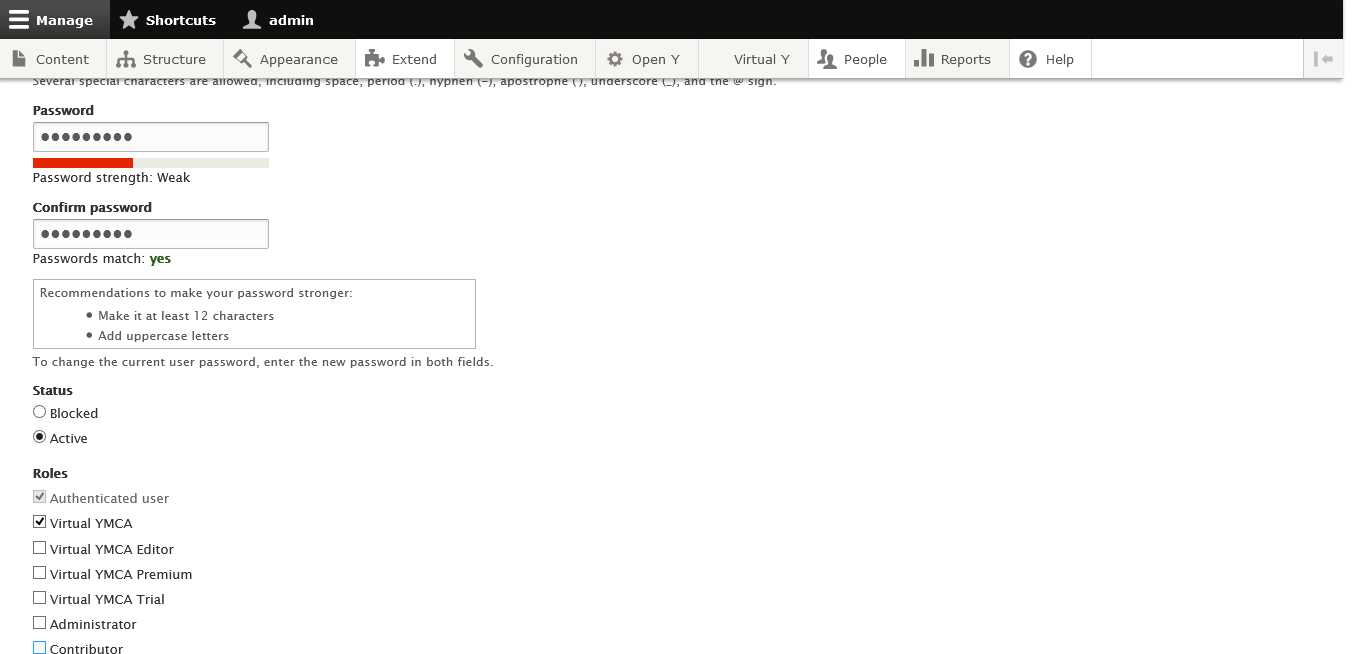 Manage Shortcuts admin
Content Structure Appearance Extend Configuration Open Y Virtual Y People Reports Help
Several special characters are allowed, including space, period (.), hyphen (-), apostrophe ('), underscore (_), and the @ sign.
Password
Password strength: Weak
Confirm password
Passwords match: yes
Recommendations to make your password stronger:
Make it at least 12 characters
Add uppercase letters
To change the current user password, enter the new password in both fields.
Status
Blocked
Active
Roles
Authenticated user
Virtual YMCA
Virtual YMCA Editor
Virtual YMCA Premium
Virtual YMCA Trial
Administrator
Contributor